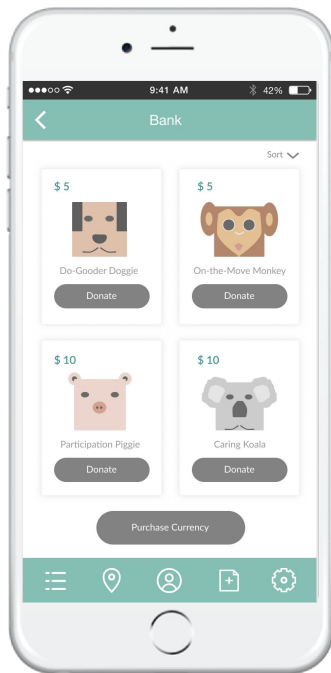 9:41 AM
42%
Bank
Sort
$ 5
$ 5
Do-Gooder Doggie
On-the-Move Monkey
Donate
Donate
$ 10
$ 10
Participation Piggie
Caring Koala
Donate
Donate
Purchase Currency